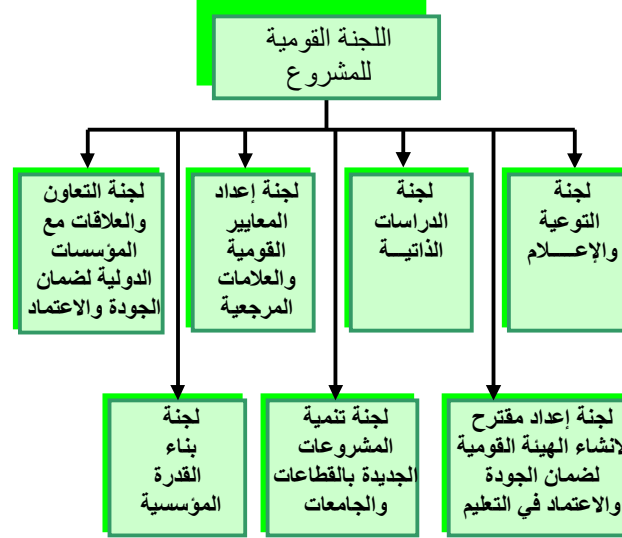 اللجنة القومية
للمشروع
لجنة
التوعية
والإعـــــلام
لجنة
الدراسات
الذاتيـــة
لجنة إعداد
المعايير
القومية
والعلامات
المرجعية
لجنة التعاون
والعلاقات مع
المؤسسات
الدولية لضمان
الجودة والاعتماد
لجنة إعداد مقترح
لانشاء الهيئة القومية
لضمان الجودة
والاعتماد في التعليم
لجنة تنمية
المشروعات
الجديدة بالقطاعات
والجامعات
لجنة
بناء
القدرة
المؤسسية